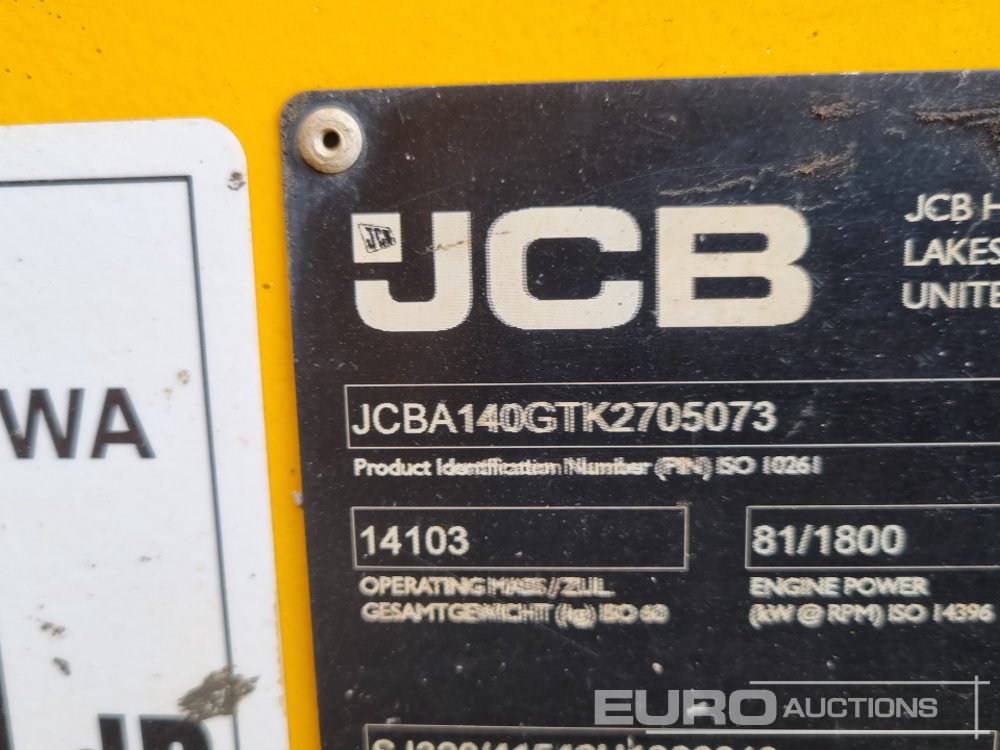 JCB
JCB
JCB H
LAKES
UNITE
WA
JCBA140GTK2705073
Product Identification Number (PIN) ISO 10261
14103
81/1800
OPERATING MASS / ZUL.
GESAMTGEWICHT (kg) ISO 60
ENGINE POWER
(kW @ RPM) ISO 14396
EURO AUCTIONS